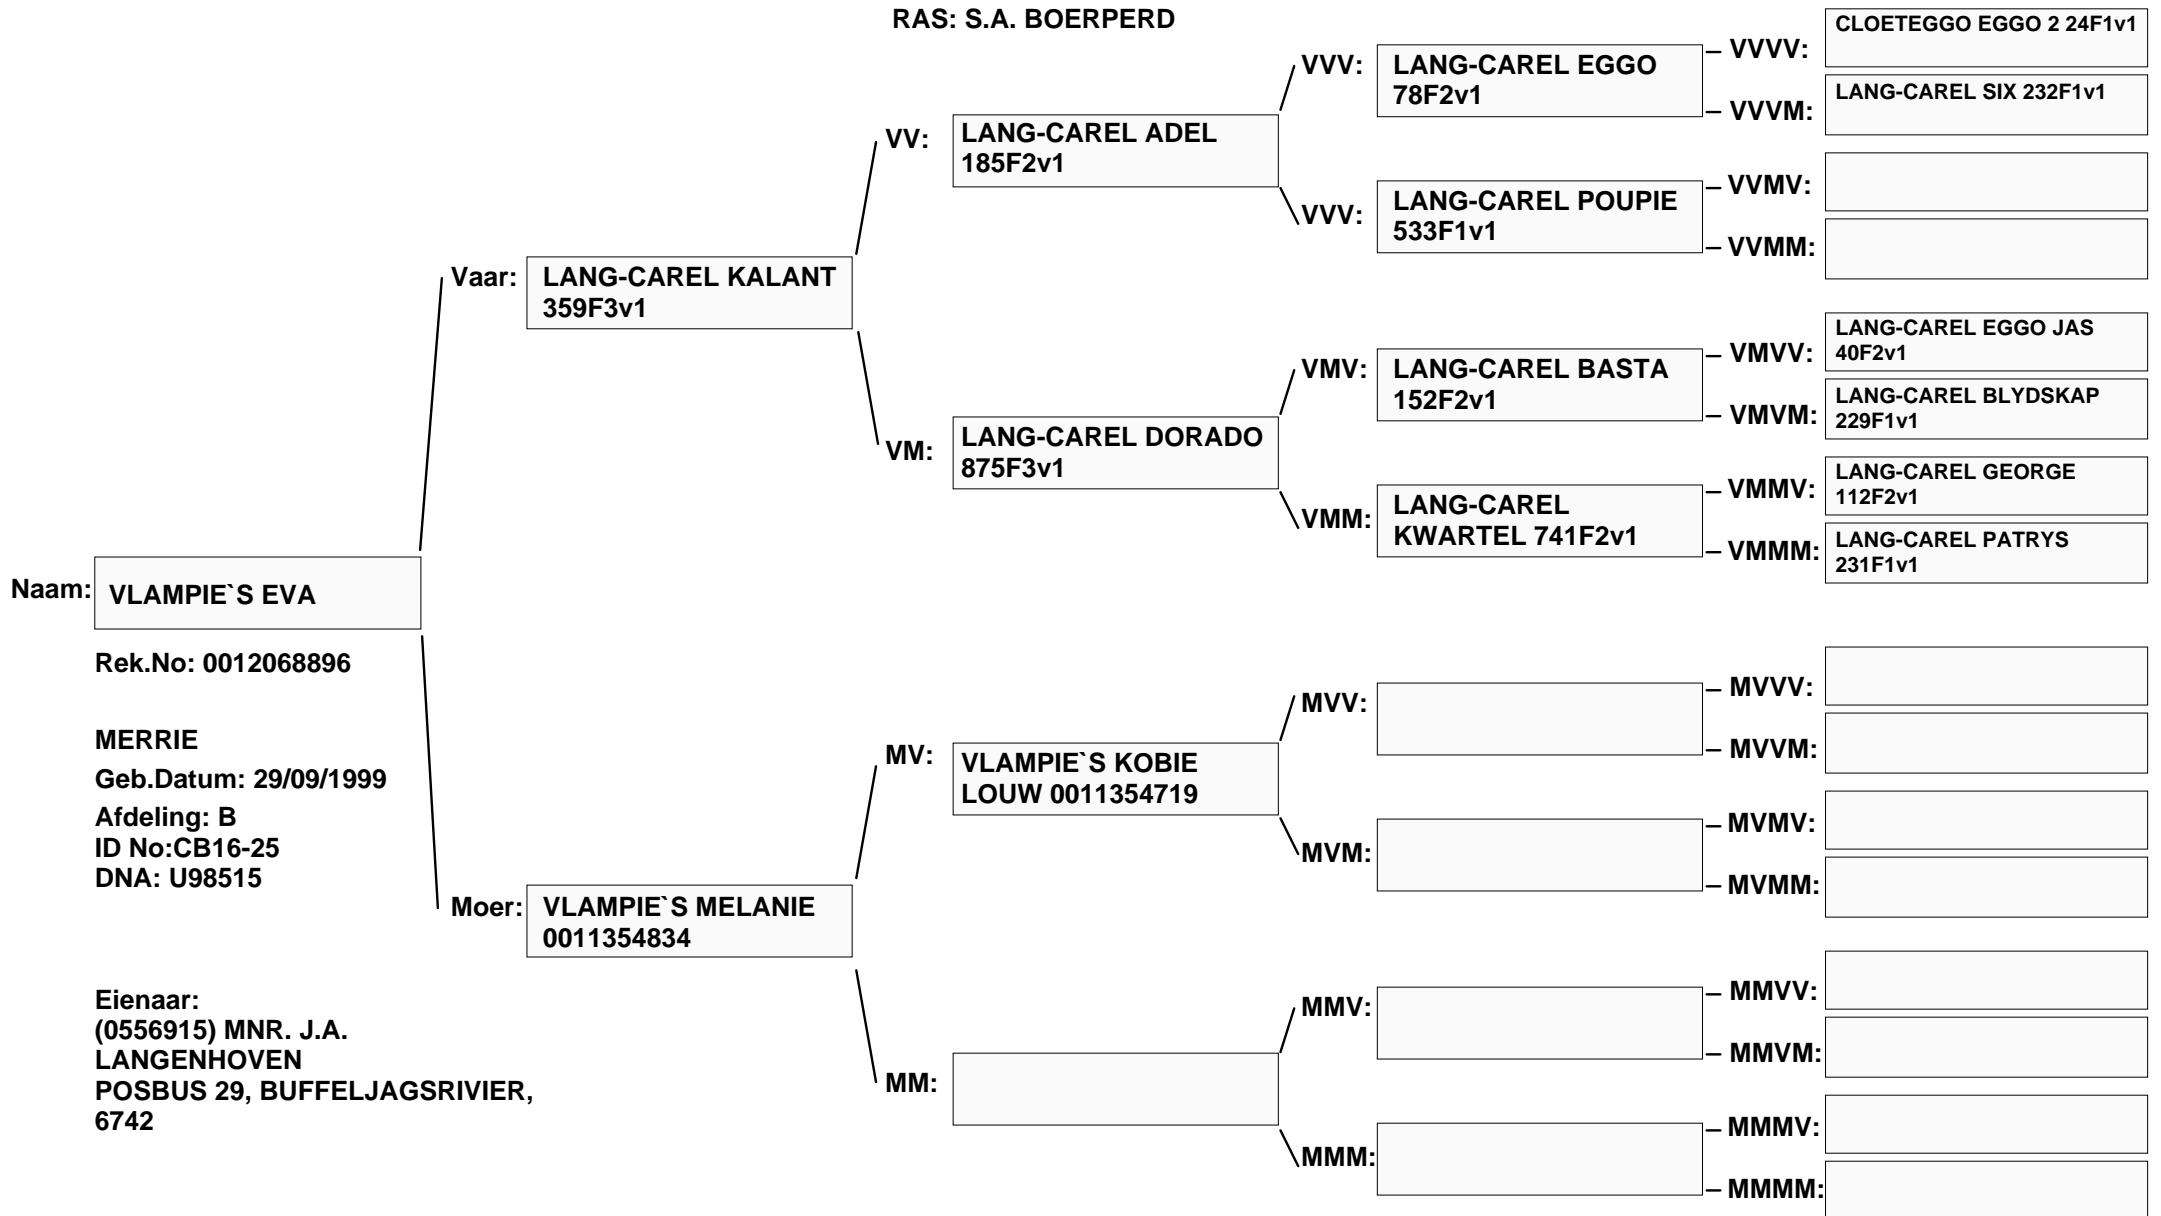 RAS: S.A. BOERPERD
Naam:
VLAMPIE`S EVA
Rek.No: 0012068896
MERRIE
Geb.Datum: 29/09/1999
Afdeling: B
ID No:CB16-25
DNA: U98515
Eienaar:
(0556915) MNR. J.A.
LANGENHOVEN
POSBUS 29, BUFFELJAGSRIVIER,
6742
Vaar:
LANG-CAREL KALANT
359F3v1
Moer:
VLAMPIE`S MELANIE
0011354834
VV:
LANG-CAREL ADEL
185F2v1
VM:
LANG-CAREL DORADO
875F3v1
MV:
VLAMPIE`S KOBIE
LOUW 0011354719
MM:
VVV:
LANG-CAREL EGGO
78F2v1
VVV:
LANG-CAREL POUPIE
533F1v1
VMV:
LANG-CAREL BASTA
152F2v1
VMM:
LANG-CAREL
KWARTEL 741F2v1
MVV:
MVM:
MMV:
MMM:
VVVV:
CLOETEGGO EGGO 2 24F1v1
VVVM:
LANG-CAREL SIX 232F1v1
VVMV:
VVMM:
VMVV:
LANG-CAREL EGGO JAS
40F2v1
VMVM:
LANG-CAREL BLYDSKAP
229F1v1
VMMV:
LANG-CAREL GEORGE
112F2v1
VMMM:
LANG-CAREL PATRYS
231F1v1
MVVV:
MVVM:
MVMV:
MVMM:
MMVV:
MMVM:
MMMV:
MMMM: